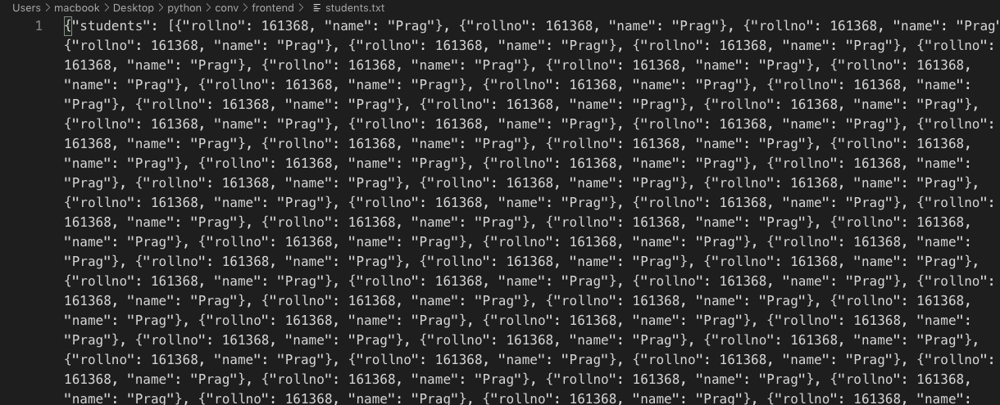 Users > macbook > Desktop > python > conv > frontend > students.txt
1 {"students": [{"rollno": 161368, "name": "Prag"}, {"rollno": 161368, "name": "Prag"}, {"rollno": 161368, "name": "Prag"
{"rollno": 161368, "name": "Prag"}, {"rollno": 161368, "name": "Prag"}, {"rollno": 161368, "name": "Prag"}, {"rollno":
161368, "name": "Prag"}, {"rollno": 161368, "name": "Prag"}, {"rollno": 161368, "name": "Prag"}, {"rollno": 161368,
"name": "Prag"}, {"rollno": 161368, "name": "Prag"}, {"rollno": 161368, "name": "Prag"}, {"rollno": 161368, "name":
"Prag"}, {"rollno": 161368, "name": "Prag"}, {"rollno": 161368, "name": "Prag"}, {"rollno": 161368, "name": "Prag"},
{"rollno": 161368, "name": "Prag"}, {"rollno": 161368, "name": "Prag"}, {"rollno": 161368, "name": "Prag"}, {"rollno":
161368, "name": "Prag"}, {"rollno": 161368, "name": "Prag"}, {"rollno": 161368, "name": "Prag"}, {"rollno": 161368,
"name": "Prag"}, {"rollno": 161368, "name": "Prag"}, {"rollno": 161368, "name": "Prag"}, {"rollno": 161368, "name":
"Prag"}, {"rollno": 161368, "name": "Prag"}, {"rollno": 161368, "name": "Prag"}, {"rollno": 161368, "name": "Prag"},
{"rollno": 161368, "name": "Prag"}, {"rollno": 161368, "name": "Prag"}, {"rollno": 161368, "name": "Prag"}, {"rollno":
161368, "name": "Prag"}, {"rollno": 161368, "name": "Prag"}, {"rollno": 161368, "name": "Prag"}, {"rollno": 161368,
"name": "Prag"}, {"rollno": 161368, "name": "Prag"}, {"rollno": 161368, "name": "Prag"}, {"rollno": 161368, "name":
"Prag"}, {"rollno": 161368, "name": "Prag"}, {"rollno": 161368, "name": "Prag"}, {"rollno": 161368, "name": "Prag"},
{"rollno": 161368, "name": "Prag"}, {"rollno": 161368, "name": "Prag"}, {"rollno": 161368, "name": "Prag"}, {"rollno":
161368, "name": "Prag"}, {"rollno": 161368, "name": "Prag"}, {"rollno": 161368, "name": "Prag"}, {"rollno": 161368,
"name": "Prag"}, {"rollno": 161368, "name": "Prag"}, {"rollno": 161368, "name": "Prag"}, {"rollno": 161368, "name":
"Prag"}, {"rollno": 161368, "name": "Prag"}, {"rollno": 161368, "name": "Prag"}, {"rollno": 161368, "name": "Prag"},
{"rollno": 161368, "name": "Prag"}, {"rollno": 161368, "name": "Prag"}, {"rollno": 161368, "name": "Prag"}, {"rollno":
161368, "name": "Prag"}, {"rollno": 161368, "name": "Prag"}, {"rollno": 161368, "name": "Prag"}, {"rollno": 161368,
"name": "Prag"}, {"rollno": 161368, "name": "Prag"}, {"rollno": 161368, "name": "Prag"}, {"rollno": 161368, "name":